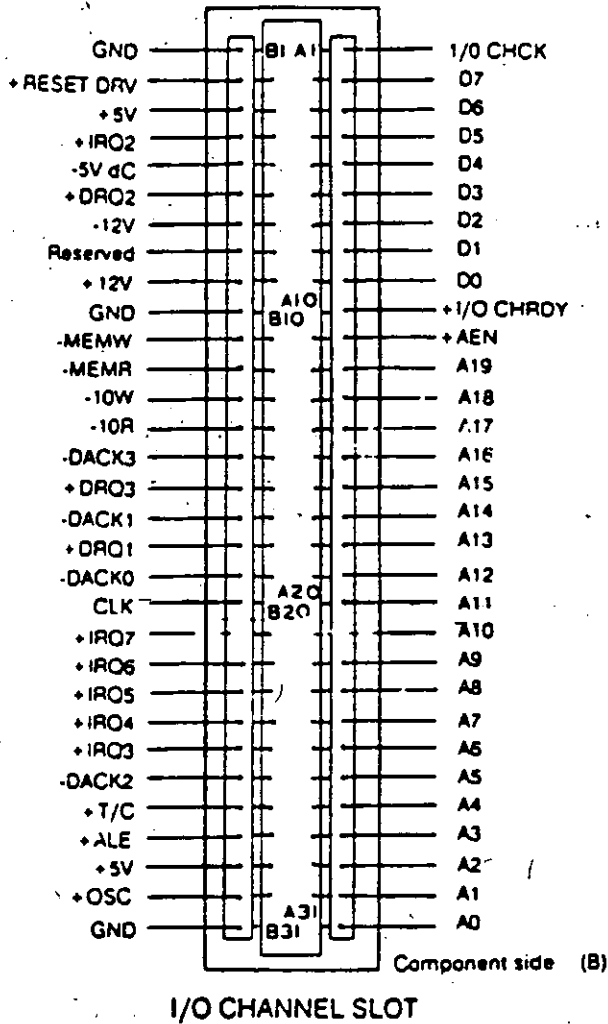 GND B1 A1 I/O CHCK
+RESET DRV D7
+5V D6
+IRQ2 D5
-5V dC D4
+DRQ2 D3
-12V D2
Reserved D1
+12V D0
GND A10 B10 +I/O CHRDY
-MEMW +AEN
-MEMR A19
-10W A18
-10R A17
-DACK3 A16
+DRQ3 A15
-DACK1 A14
+DRQ1 A13
-DACK0 A12
CLK A20 B20 A11
+IRQ7 A10
+IRQ6 A9
+IRQ5 A8
+IRQ4 A7
+IRQ3 A6
-DACK2 A5
+T/C A4
+ALE A3
+5V A2
+OSC A1
GND A31 B31 A0
Component side (B)
I/O CHANNEL SLOT